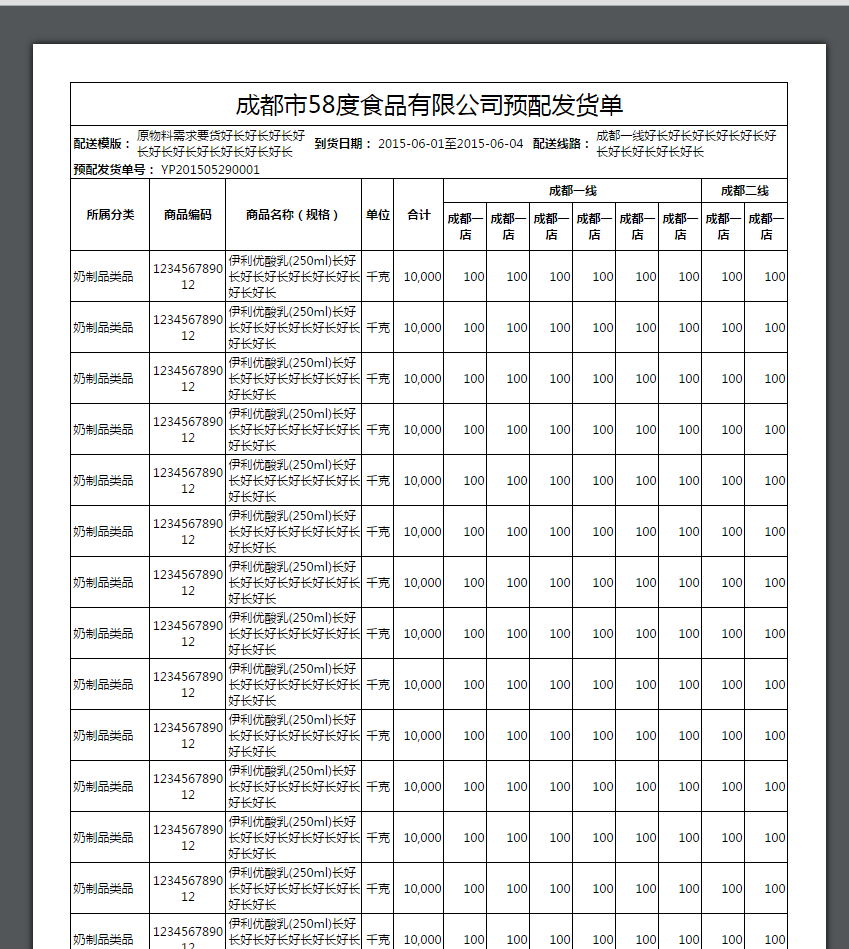 成都市58度食品有限公司预配发货单
配送模版： 原物料需求要货好长好长好长好 到货日期： 2015-06-01至2015-06-04 配送线路： 成都一线好长好长好长好长好长好
长好长好长好长好长好长好长 长好长好长好长好长
预配发货单号： YP201505290001
所属分类 商品编码 商品名称（规格） 单位 合计 成都一线 成都二线
成都一 成都一 成都一 成都一 成都一 成都一 成都一 成都一
店 店 店 店 店 店 店 店
伊利优酸乳(250ml)长好
奶制品类品 1234567890 长好长好长好长好长好长 千克 10,000 100 100 100 100 100 100 100 100
12 好长好长
伊利优酸乳(250ml)长好
奶制品类品 1234567890 长好长好长好长好长好长 千克 10,000 100 100 100 100 100 100 100 100
12 好长好长
伊利优酸乳(250ml)长好
奶制品类品 1234567890 长好长好长好长好长好长 千克 10,000 100 100 100 100 100 100 100 100
12 好长好长
伊利优酸乳(250ml)长好
奶制品类品 1234567890 长好长好长好长好长好长 千克 10,000 100 100 100 100 100 100 100 100
12 好长好长
伊利优酸乳(250ml)长好
奶制品类品 1234567890 长好长好长好长好长好长 千克 10,000 100 100 100 100 100 100 100 100
12 好长好长
伊利优酸乳(250ml)长好
奶制品类品 1234567890 长好长好长好长好长好长 千克 10,000 100 100 100 100 100 100 100 100
12 好长好长
伊利优酸乳(250ml)长好
奶制品类品 1234567890 长好长好长好长好长好长 千克 10,000 100 100 100 100 100 100 100 100
12 好长好长
伊利优酸乳(250ml)长好
奶制品类品 1234567890 长好长好长好长好长好长 千克 10,000 100 100 100 100 100 100 100 100
12 好长好长
伊利优酸乳(250ml)长好
奶制品类品 1234567890 长好长好长好长好长好长 千克 10,000 100 100 100 100 100 100 100 100
12 好长好长
伊利优酸乳(250ml)长好
奶制品类品 1234567890 长好长好长好长好长好长 千克 10,000 100 100 100 100 100 100 100 100
12 好长好长
伊利优酸乳(250ml)长好
奶制品类品 1234567890 长好长好长好长好长好长 千克 10,000 100 100 100 100 100 100 100 100
12 好长好长
伊利优酸乳(250ml)长好
奶制品类品 1234567890 长好长好长好长好长好长 千克 10,000 100 100 100 100 100 100 100 100
12 好长好长
伊利优酸乳(250ml)长好
奶制品类品 1234567890 长好长好长好长好长好长 千克 10,000 100 100 100 100 100 100 100 100
12 好长好长
伊利优酸乳(250ml)长好
奶制品类品 1234567890 长好长好长好长好长好长 千克 10,000 100 100 100 100 100 100 100 100